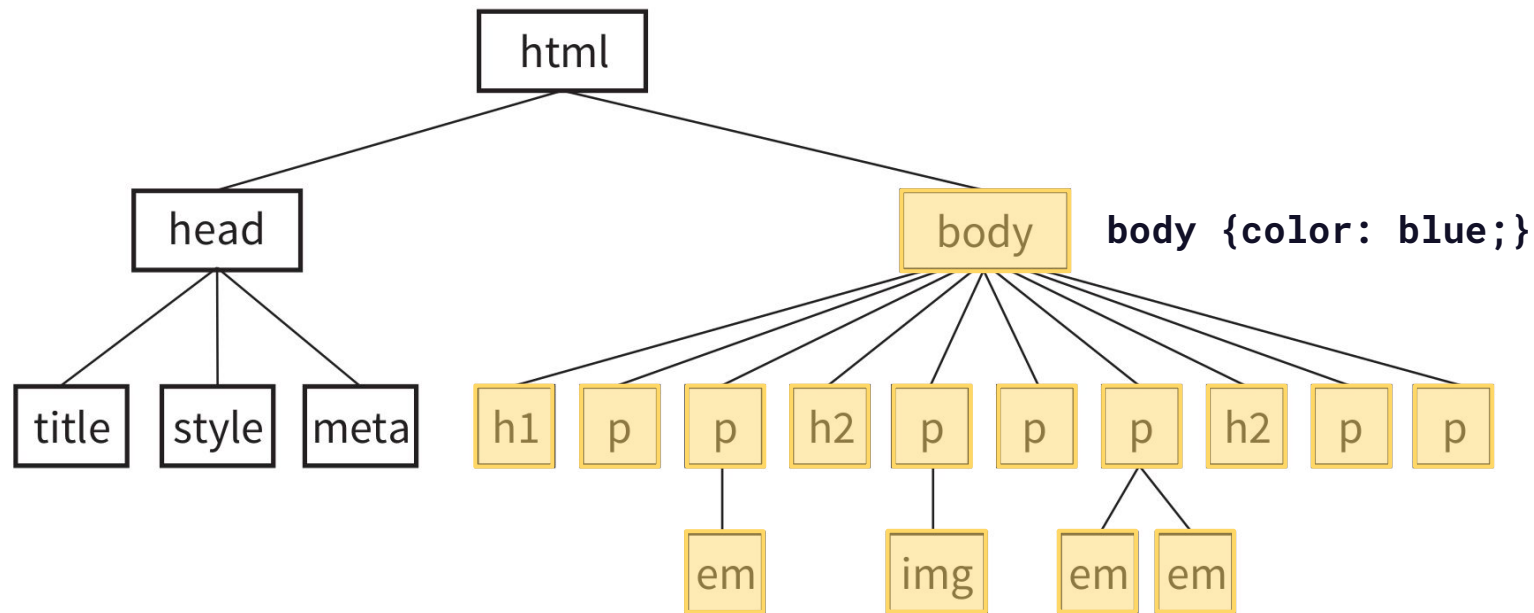 html
head
body
body {color: blue;}
title
style
meta
h1
p
p
h2
p
p
p
h2
p
p
em
img
em
em